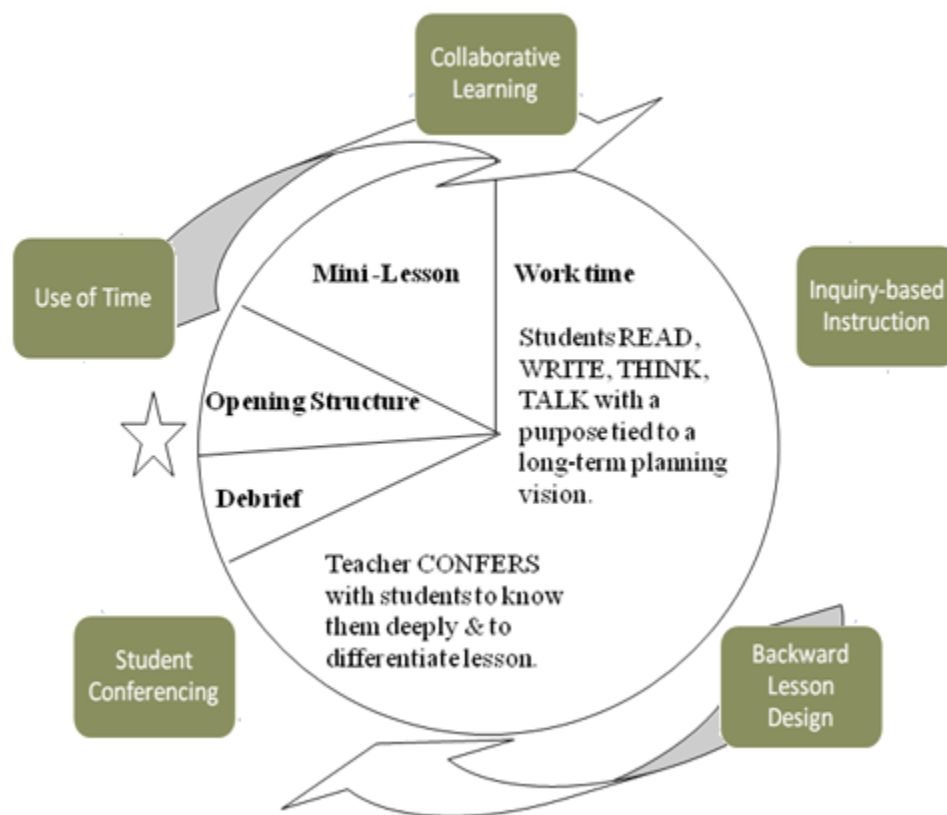 Collaborative
Learning
Use of Time
Inquiry-based
Instruction
Mini -Lesson
Work time
Students READ,
WRITE, THINK,
TALK with a
purpose tied to a
long-term planning
vision.
Opening Structure
Debrief
Teacher CONFERS
with students to know
them deeply & to
differentiate lesson.
Student
Conferencing
Backward
Lesson
Design